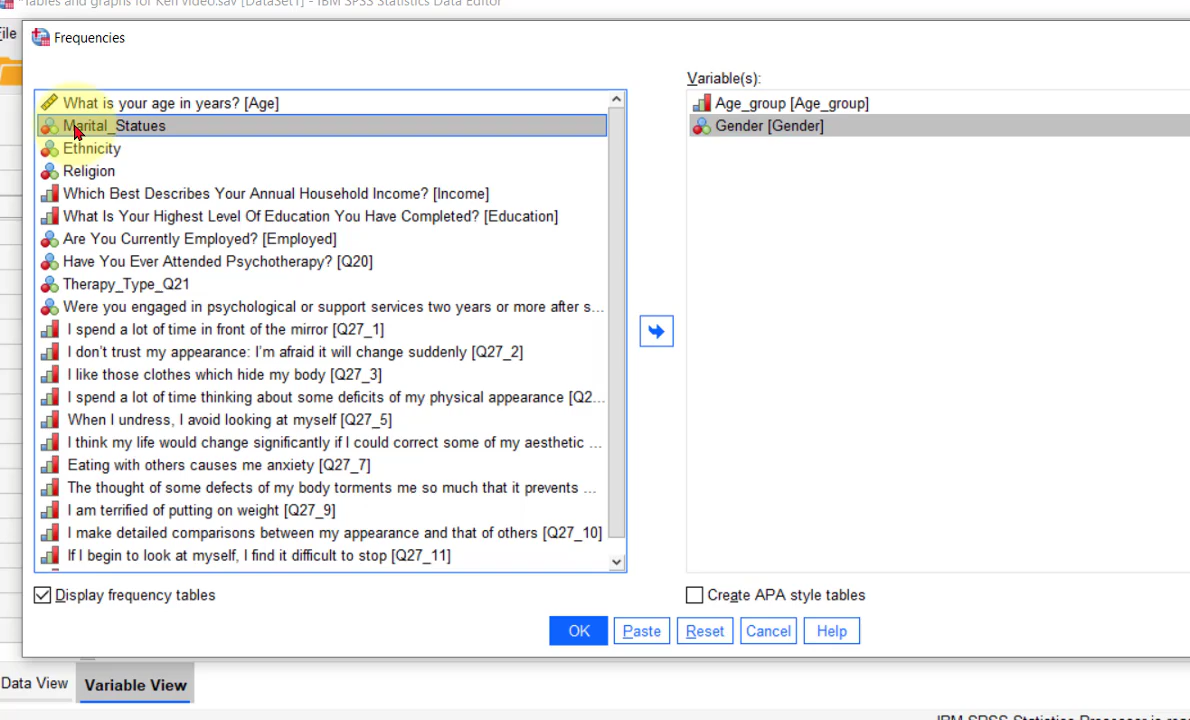 *Tables and graphs for Ken video.sav [DataSet1] - IBM SPSS Statistics Data Editor
File
Frequencies
Variable(s):
What is your age in years? [Age]
Marital_Statues
Ethnicity
Religion
Which Best Describes Your Annual Household Income? [Income]
What Is Your Highest Level Of Education You Have Completed? [Education]
Are You Currently Employed? [Employed]
Have You Ever Attended Psychotherapy? [Q20]
Therapy_Type_Q21
Were you engaged in psychological or support services two years or more after s...
I spend a lot of time in front of the mirror [Q27_1]
I don't trust my appearance: I'm afraid it will change suddenly [Q27_2]
I like those clothes which hide my body [Q27_3]
I spend a lot of time thinking about some deficits of my physical appearance [Q2...
When I undress, I avoid looking at myself [Q27_5]
I think my life would change significantly if I could correct some of my aesthetic ...
Eating with others causes me anxiety [Q27_7]
The thought of some defects of my body torments me so much that it prevents ...
I am terrified of putting on weight [Q27_9]
I make detailed comparisons between my appearance and that of others [Q27_10]
If I begin to look at myself, I find it difficult to stop [Q27_11]
Age_group [Age_group]
Gender [Gender]
Display frequency tables
Create APA style tables
OK Paste Reset Cancel Help
Data View Variable View
IBM SPSS Statistics Processor is